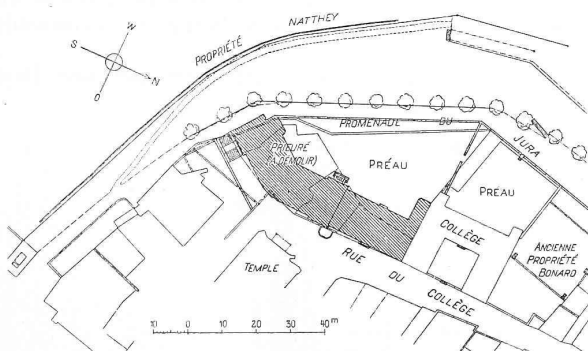 W
S
N
O
PROPRIÉTÉ NATTHEY
PROMENADE DU JURA
PRIEURÉ
(A DÉMOLIR)
PRÉAU
PRÉAU
COLLÈGE
ANCIENNE
PROPRIÉTÉ
BONARD
TEMPLE
RUE DU COLLÈGE
10 0 10 20 30 40 m